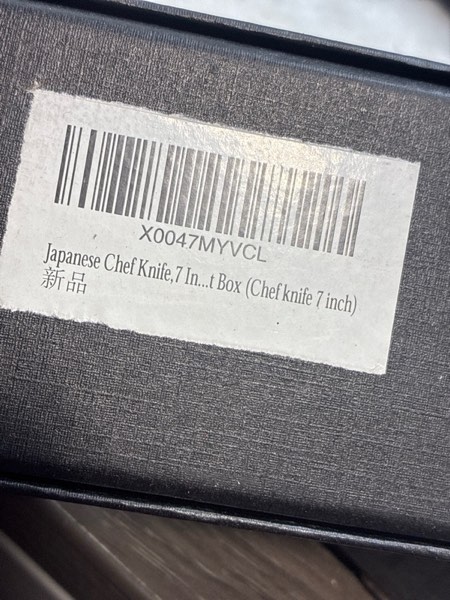 X0047MYVCL
Japanese Chef Knife,7 In...t Box (Chef knife 7 inch)
新品